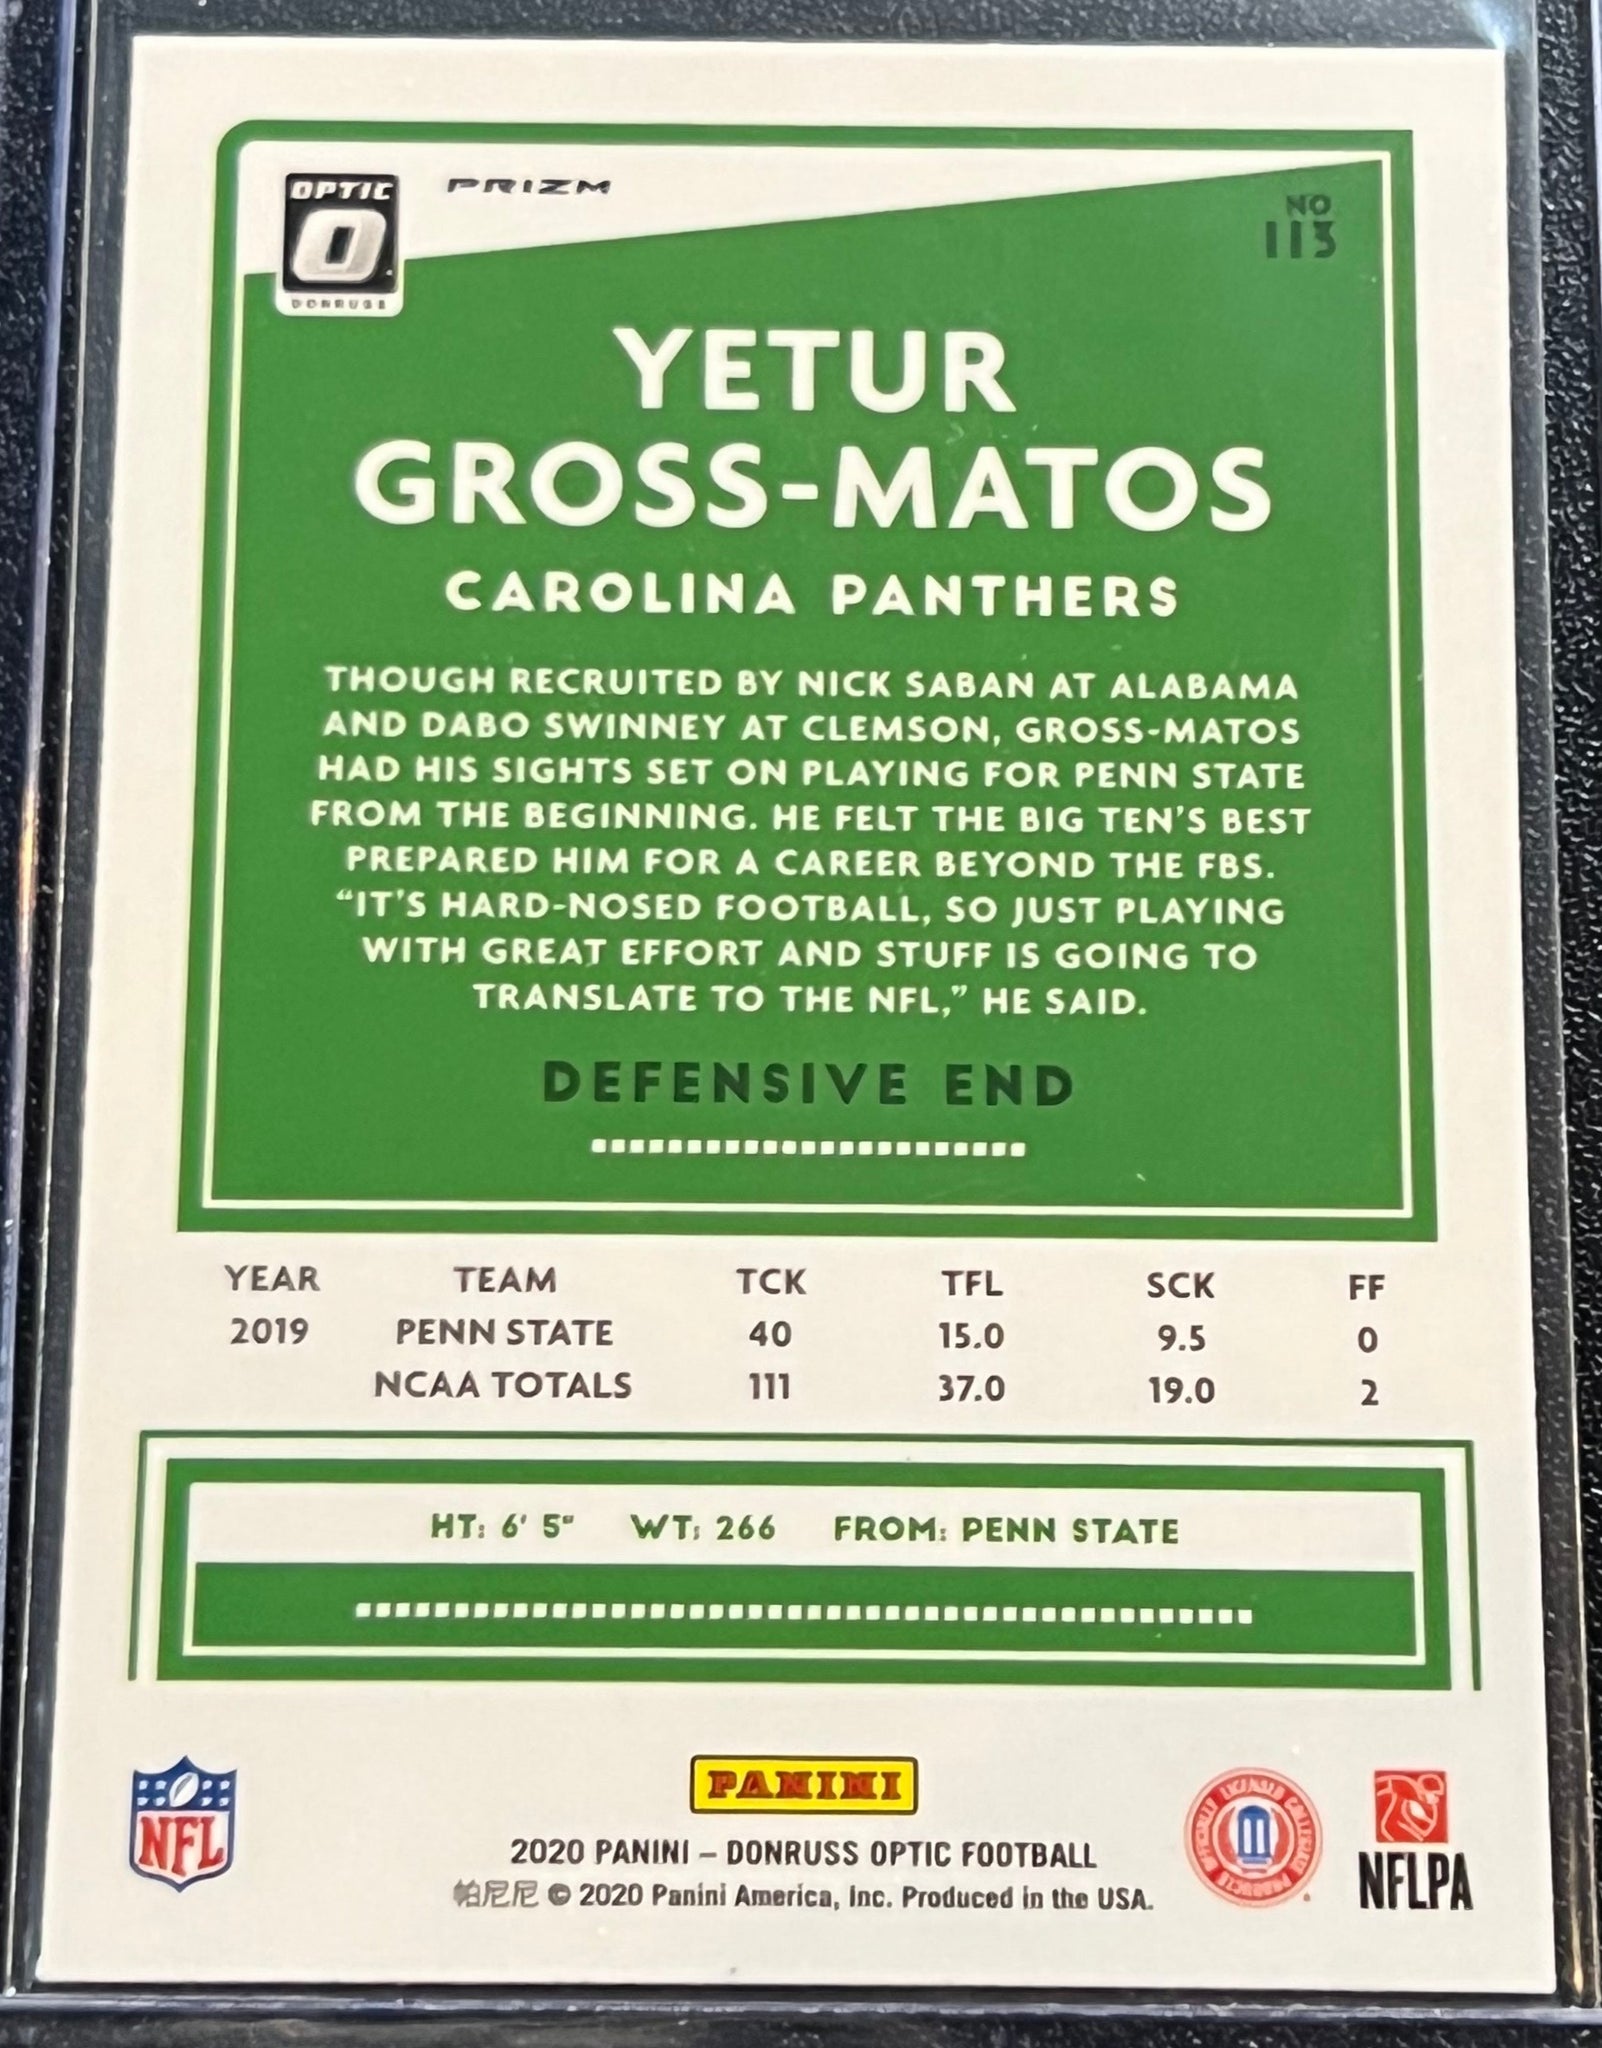 OPTIC
DONRUSS
PRIZM
NO
113
YETUR
GROSS-MATOS
CAROLINA PANTHERS
THOUGH RECRUITED BY NICK SABAN AT ALABAMA
AND DABO SWINNEY AT CLEMSON, GROSS-MATOS
HAD HIS SIGHTS SET ON PLAYING FOR PENN STATE
FROM THE BEGINNING. HE FELT THE BIG TEN'S BEST
PREPARED HIM FOR A CAREER BEYOND THE FBS.
“IT'S HARD-NOSED FOOTBALL, SO JUST PLAYING
WITH GREAT EFFORT AND STUFF IS GOING TO
TRANSLATE TO THE NFL,” HE SAID.
DEFENSIVE END
YEAR TEAM TCK TFL SCK FF
2019 PENN STATE 40 15.0 9.5 0
NCAA TOTALS 111 37.0 19.0 2
HT: 6' 5" WT: 266 FROM: PENN STATE
NFL
PANINI
2020 PANINI – DONRUSS OPTIC FOOTBALL
帕尼尼 © 2020 Panini America, Inc. Produced in the USA.
OFFICIALLY LICENSED COLLEGIATE PRODUCTS
NFLPA